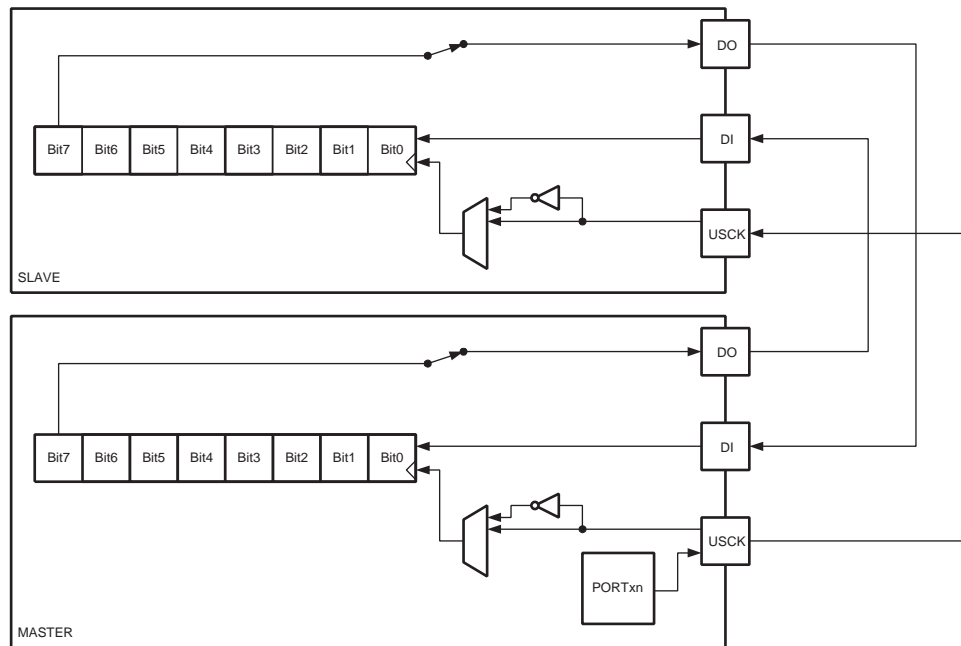 DO
Bit7 Bit6 Bit5 Bit4 Bit3 Bit2 Bit1 Bit0
DI
USCK
SLAVE
DO
Bit7 Bit6 Bit5 Bit4 Bit3 Bit2 Bit1 Bit0
DI
USCK
PORTxn
MASTER